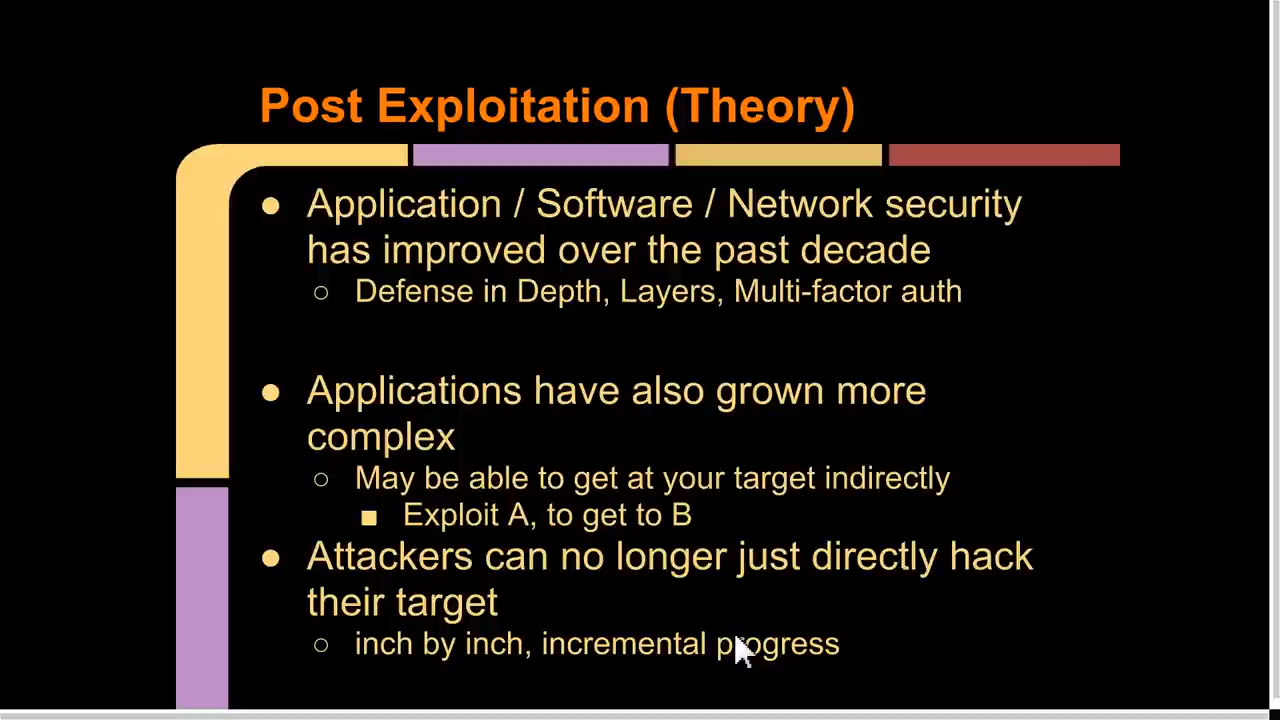 Post Exploitation (Theory)
● Application / Software / Network security
has improved over the past decade
○ Defense in Depth, Layers, Multi-factor auth
● Applications have also grown more
complex
○ May be able to get at your target indirectly
■ Exploit A, to get to B
● Attackers can no longer just directly hack
their target
○ inch by inch, incremental progress